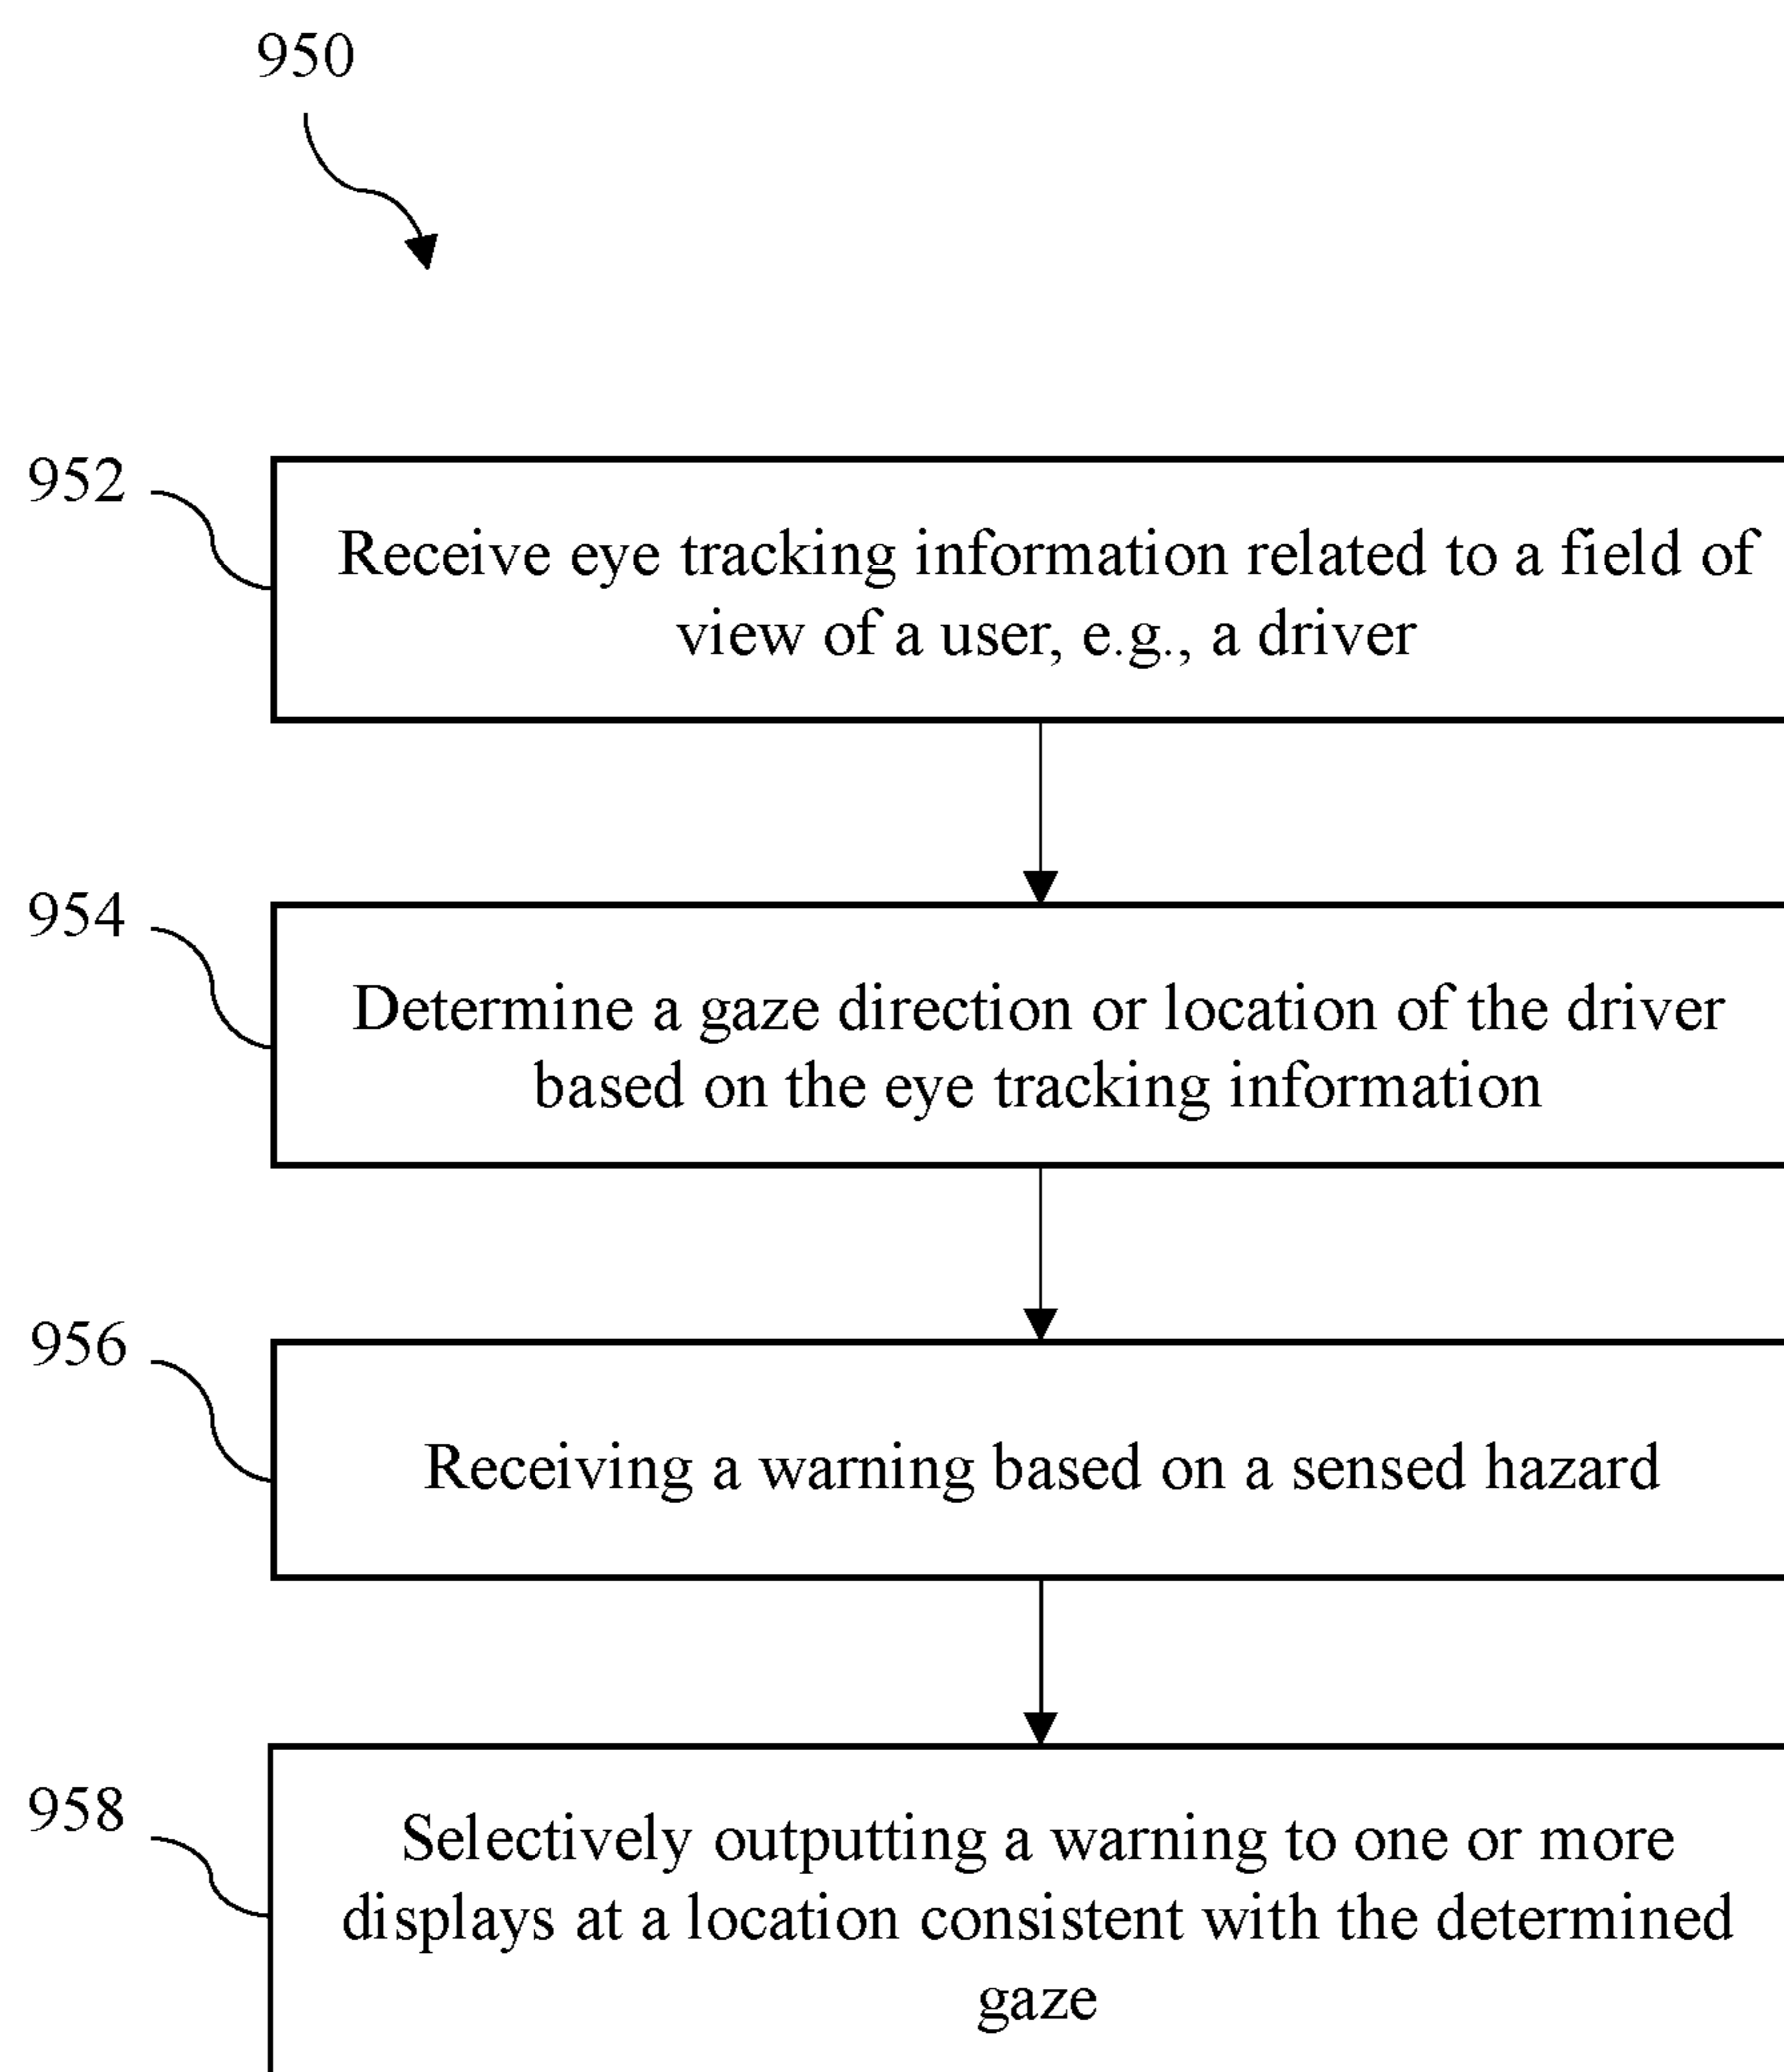 950
952
Receive eye tracking information related to a field of
view of a user, e.g., a driver
954
Determine a gaze direction or location of the driver
based on the eye tracking information
956
Receiving a warning based on a sensed hazard
958
Selectively outputting a warning to one or more
displays at a location consistent with the determined
gaze